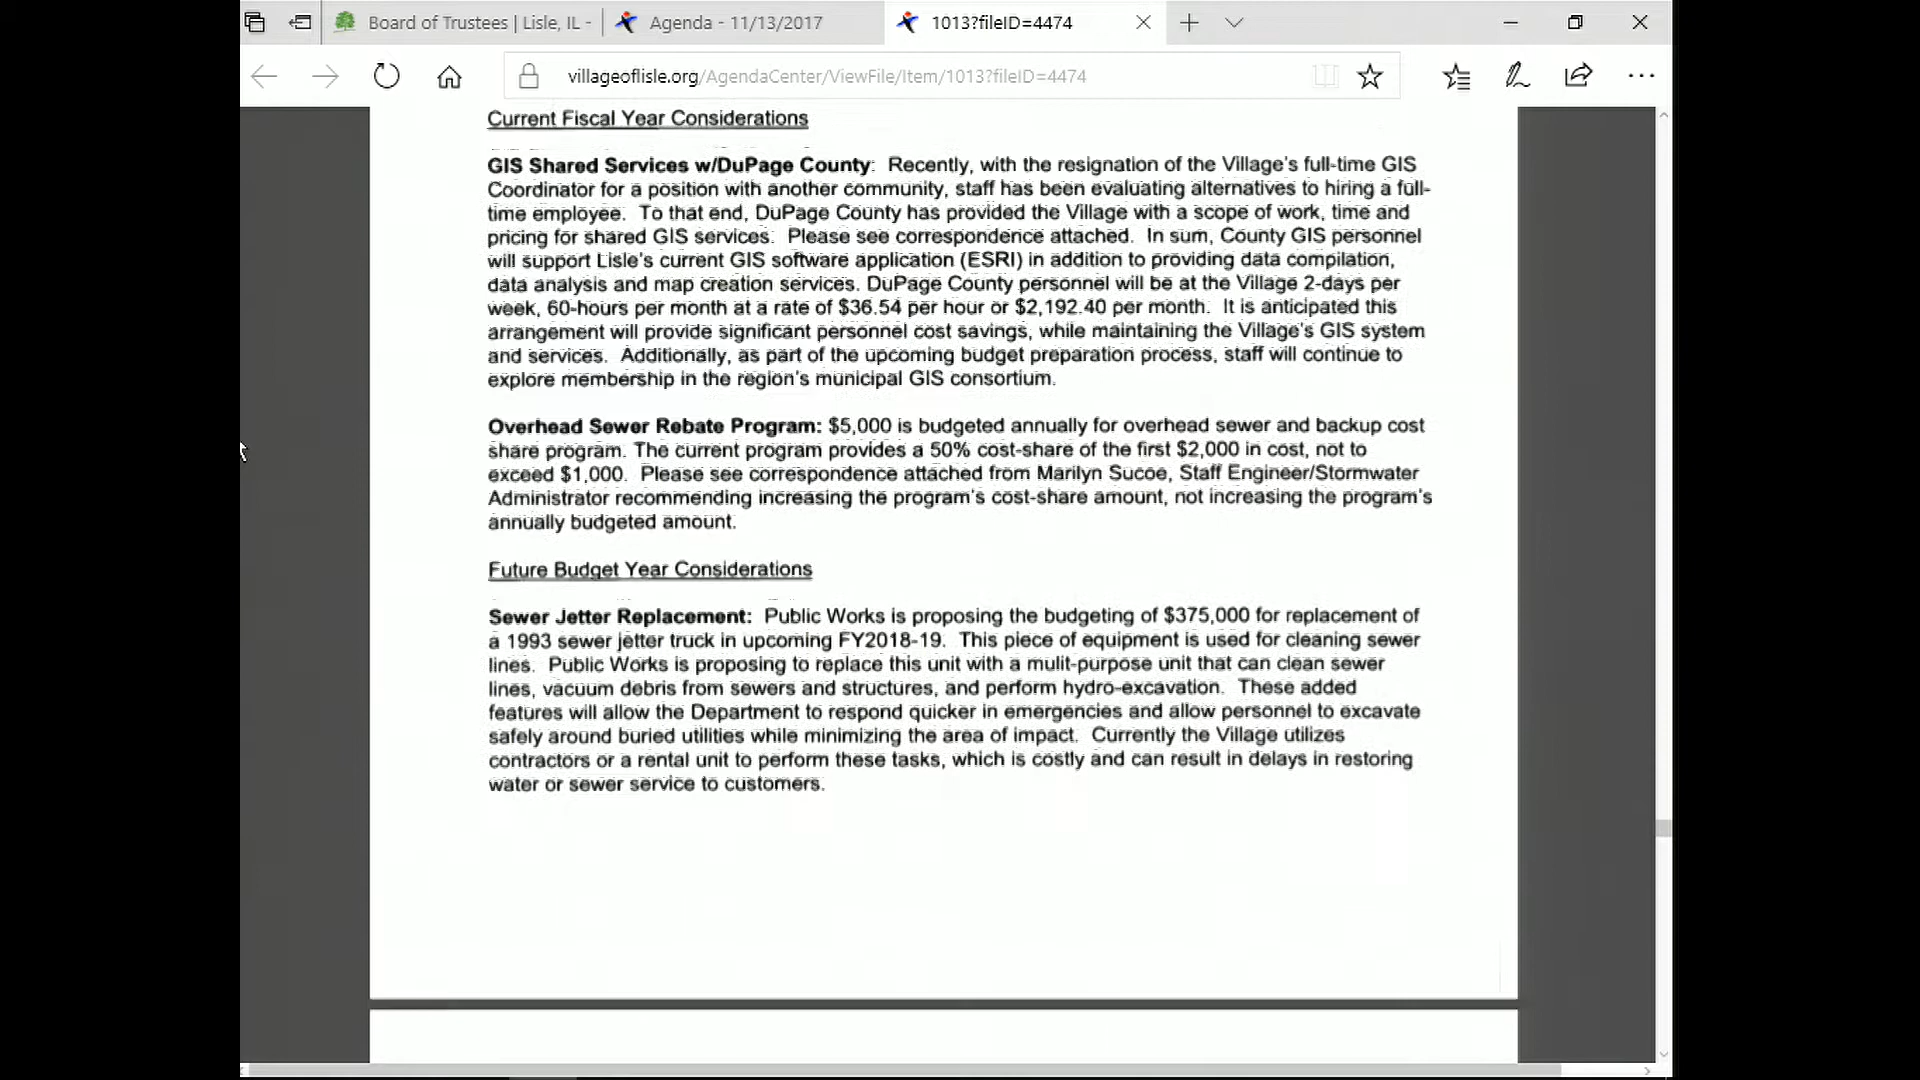 Board of Trustees | Lisle, IL -
Agenda - 11/13/2017
1013?fileID=4474
villageoflisle.org/AgendaCenter/ViewFile/Item/1013?fileID=4474
Current Fiscal Year Considerations
GIS Shared Services w/DuPage County: Recently, with the resignation of the Village's full-time GIS
Coordinator for a position with another community, staff has been evaluating alternatives to hiring a full-
time employee. To that end, DuPage County has provided the Village with a scope of work, time and
pricing for shared GIS services. Please see correspondence attached. In sum, County GIS personnel
will support Lisle's current GIS software application (ESRI) in addition to providing data compilation,
data analysis and map creation services. DuPage County personnel will be at the Village 2-days per
week, 60-hours per month at a rate of $36.54 per hour or $2,192.40 per month. It is anticipated this
arrangement will provide significant personnel cost savings, while maintaining the Village's GIS system
and services. Additionally, as part of the upcoming budget preparation process, staff will continue to
explore membership in the region's municipal GIS consortium.
Overhead Sewer Rebate Program: $5,000 is budgeted annually for overhead sewer and backup cost
share program. The current program provides a 50% cost-share of the first $2,000 in cost, not to
exceed $1,000. Please see correspondence attached from Marilyn Sucoe, Staff Engineer/Stormwater
Administrator recommending increasing the program's cost-share amount, not increasing the program's
annually budgeted amount.
Future Budget Year Considerations
Sewer Jetter Replacement: Public Works is proposing the budgeting of $375,000 for replacement of
a 1993 sewer jetter truck in upcoming FY2018-19. This piece of equipment is used for cleaning sewer
lines. Public Works is proposing to replace this unit with a mulit-purpose unit that can clean sewer
lines, vacuum debris from sewers and structures, and perform hydro-excavation. These added
features will allow the Department to respond quicker in emergencies and allow personnel to excavate
safely around buried utilities while minimizing the area of impact. Currently the Village utilizes
contractors or a rental unit to perform these tasks, which is costly and can result in delays in restoring
water or sewer service to customers.